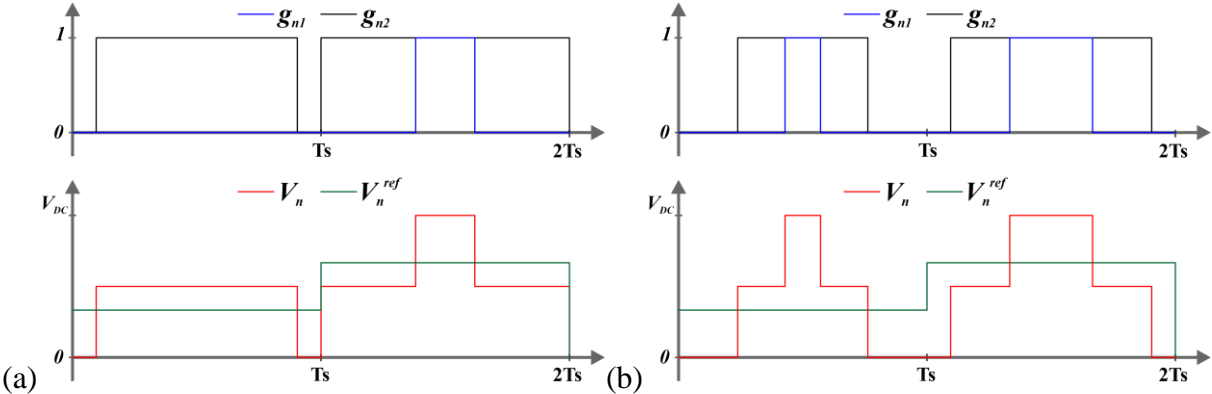 g_n1 g_n2
1
0
Ts 2Ts
V_n V_n^ref
V_DC
0
Ts 2Ts
(a)
g_n1 g_n2
1
0
Ts 2Ts
V_n V_n^ref
V_DC
0
Ts 2Ts
(b)